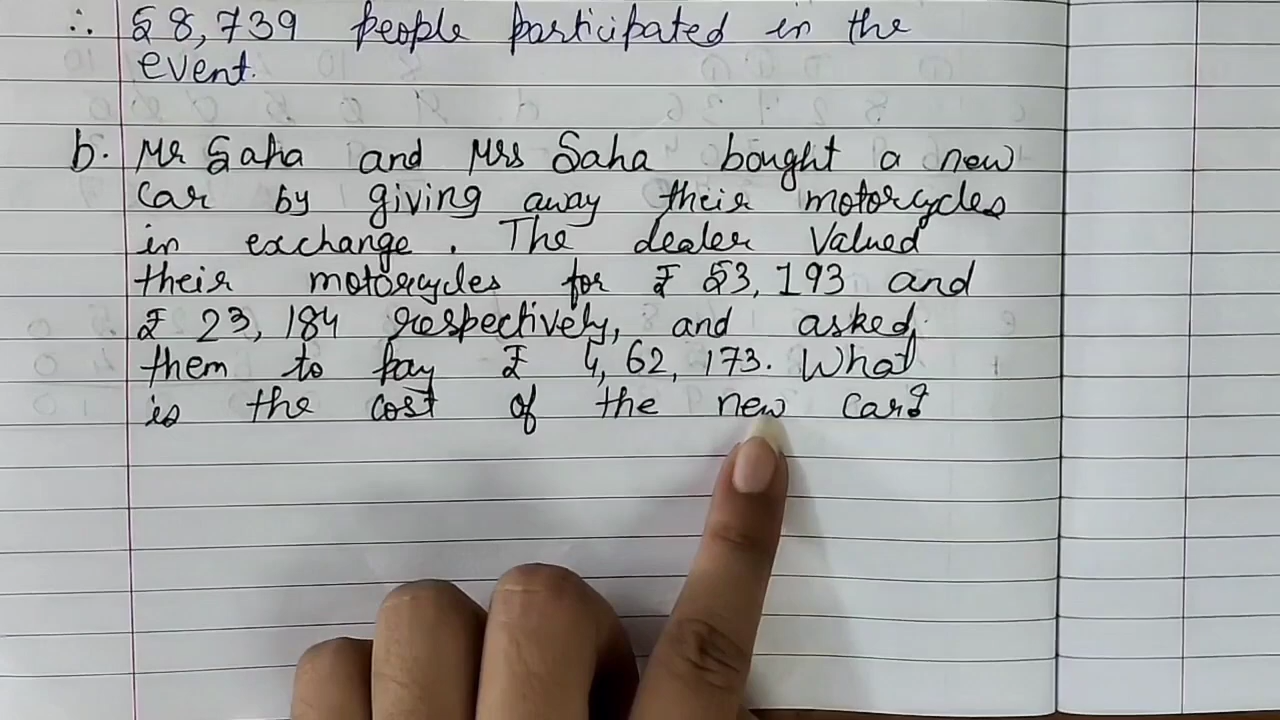 ∴ 58,739 people participated in the
event.
b. Mr Saha and Mrs Saha bought a new
car by giving away their motorcycles
in exchange. The dealer valued
their motorcycles for ₹ 53,193 and
₹ 23,184 respectively, and asked
them to pay ₹ 4,62,173. What
is the cost of the new car?